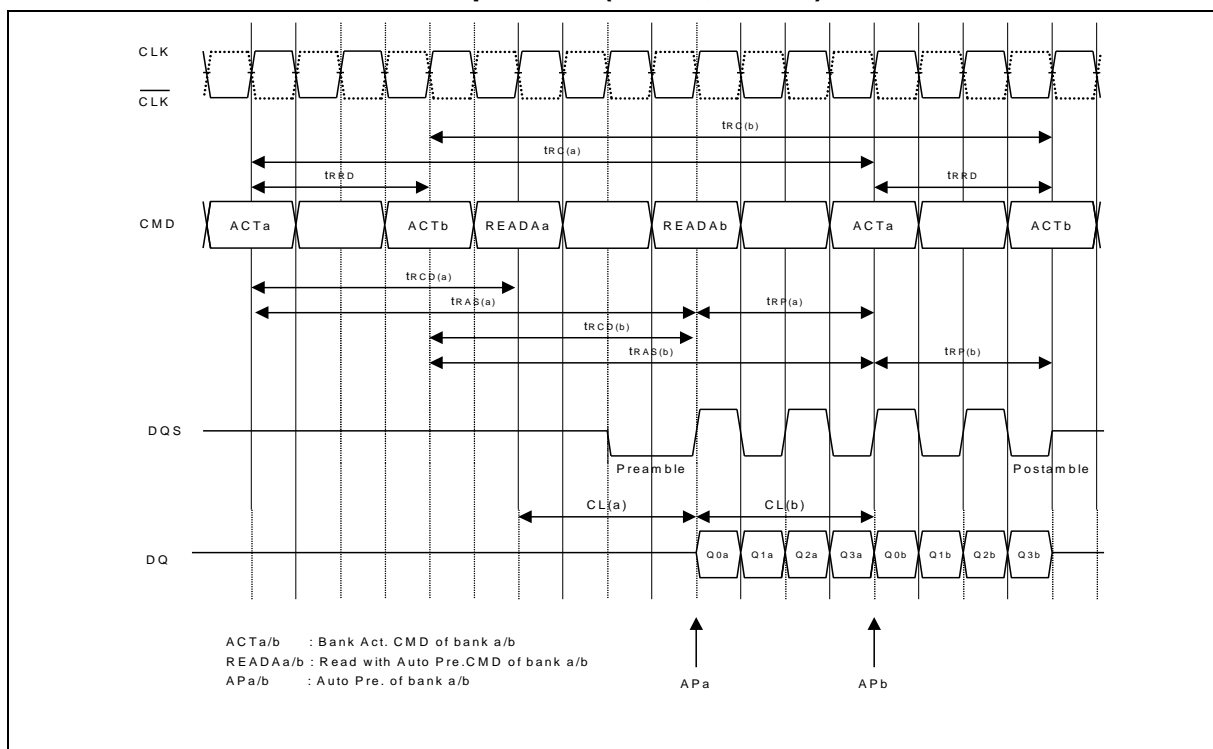 CLK
CLK
tRC(b)
tRC(a)
tRRD tRRD
CMD ACTa ACTb READAa READAb ACTa ACTb
tRCD(a)
tRAS(a) tRP(a)
tRCD(b)
tRAS(b) tRP(b)
DQS
Preamble Postamble
CL(a) CL(b)
DQ Q0a Q1a Q2a Q3a Q0b Q1b Q2b Q3b
ACTa/b : Bank Act. CMD of bank a/b
READAa/b : Read with Auto Pre.CMD of bank a/b
APa/b : Auto Pre. of bank a/b
APa APb